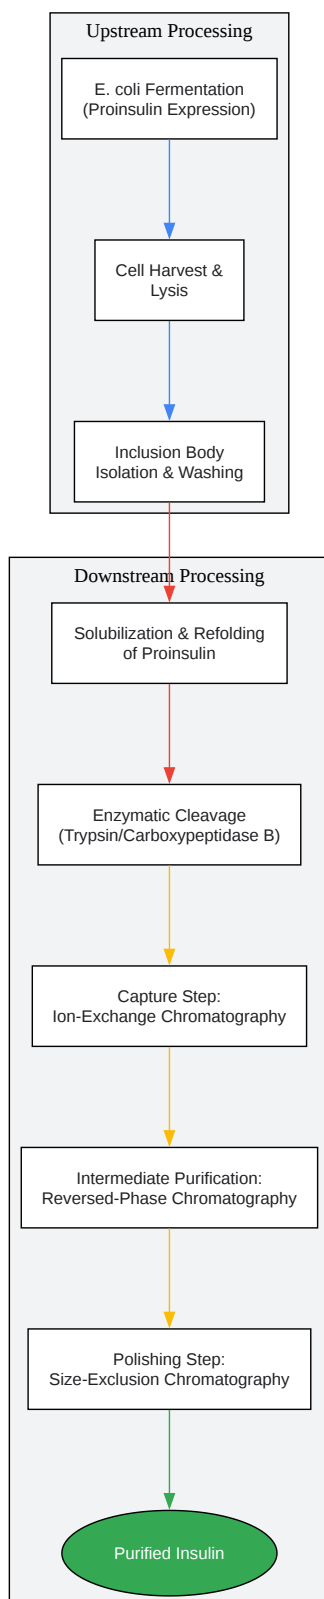 Upstream Processing
E. coli Fermentation
(Proinsulin Expression)
Cell Harvest &
Lysis
Inclusion Body
Isolation & Washing
Downstream Processing
Solubilization & Refolding
of Proinsulin
Enzymatic Cleavage
(Trypsin/Carboxypeptidase B)
Capture Step:
Ion-Exchange Chromatography
Intermediate Purification:
Reversed-Phase Chromatography
Polishing Step:
Size-Exclusion Chromatography
Purified Insulin